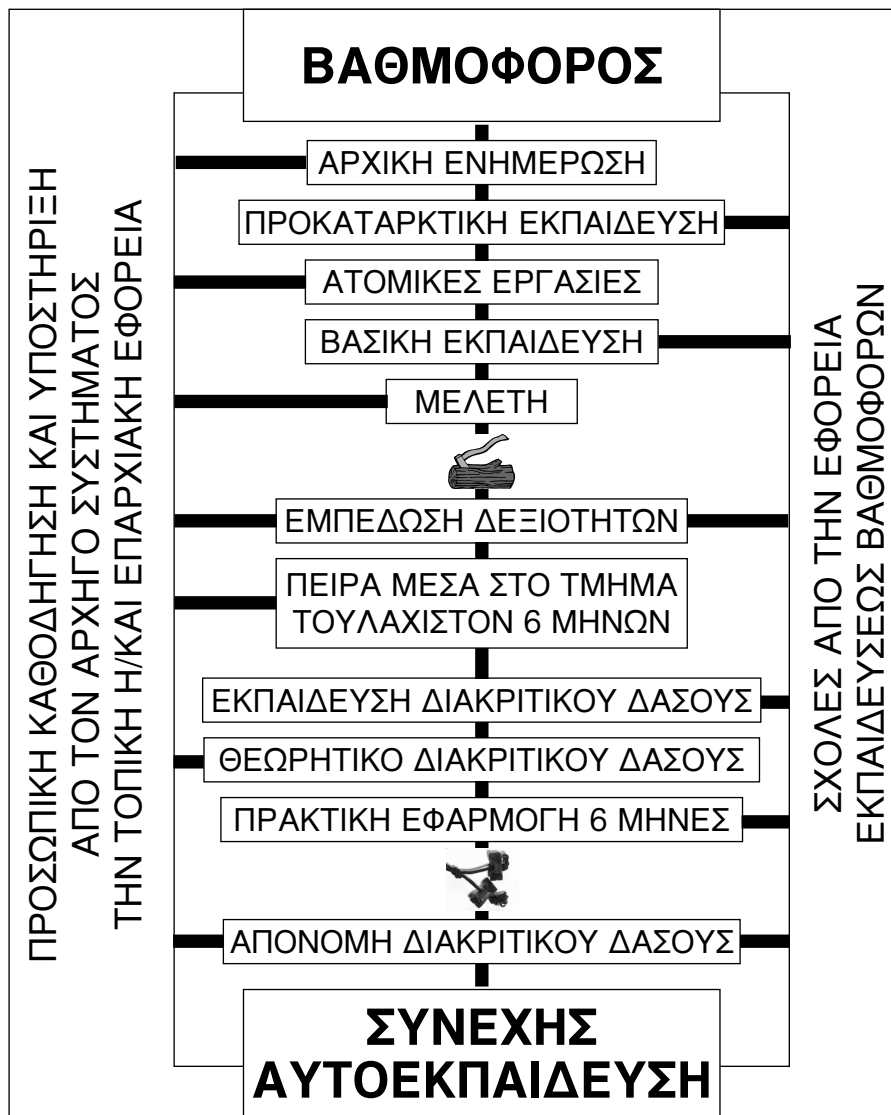 ΒΑΘΜΟΦΟΡΟΣ
ΑΡΧΙΚΗ ΕΝΗΜΕΡΩΣΗ
ΠΡΟΚΑΤΑΡΚΤΙΚΗ ΕΚΠΑΙΔΕΥΣΗ
ΑΤΟΜΙΚΕΣ ΕΡΓΑΣΙΕΣ
ΒΑΣΙΚΗ ΕΚΠΑΙΔΕΥΣΗ
ΜΕΛΕΤΗ
ΕΜΠΕΔΩΣΗ ΔΕΞΙΟΤΗΤΩΝ
ΠΕΙΡΑ ΜΕΣΑ ΣΤΟ ΤΜΗΜΑ
ΤΟΥΛΑΧΙΣΤΟΝ 6 ΜΗΝΩΝ
ΕΚΠΑΙΔΕΥΣΗ ΔΙΑΚΡΙΤΙΚΟΥ ΔΑΣΟΥΣ
ΘΕΩΡΗΤΙΚΟ ΔΙΑΚΡΙΤΙΚΟΥ ΔΑΣΟΥΣ
ΠΡΑΚΤΙΚΗ ΕΦΑΡΜΟΓΗ 6 ΜΗΝΕΣ
ΑΠΟΝΟΜΗ ΔΙΑΚΡΙΤΙΚΟΥ ΔΑΣΟΥΣ
ΣΥΝΕΧΗΣ
ΑΥΤΟΕΚΠΑΙΔΕΥΣΗ
ΠΡΟΣΩΠΙΚΗ ΚΑΘΟΔΗΓΗΣΗ ΚΑΙ ΥΠΟΣΤΗΡΙΞΗ
ΑΠΟ ΤΟΝ ΑΡΧΗΓΟ ΣΥΣΤΗΜΑΤΟΣ
ΤΗΝ ΤΟΠΙΚΗ Η/ΚΑΙ ΕΠΑΡΧΙΑΚΗ ΕΦΟΡΕΙΑ
ΣΧΟΛΕΣ ΑΠΟ ΤΗΝ ΕΦΟΡΕΙΑ
ΕΚΠΑΙΔΕΥΣΕΩΣ ΒΑΘΜΟΦΟΡΩΝ